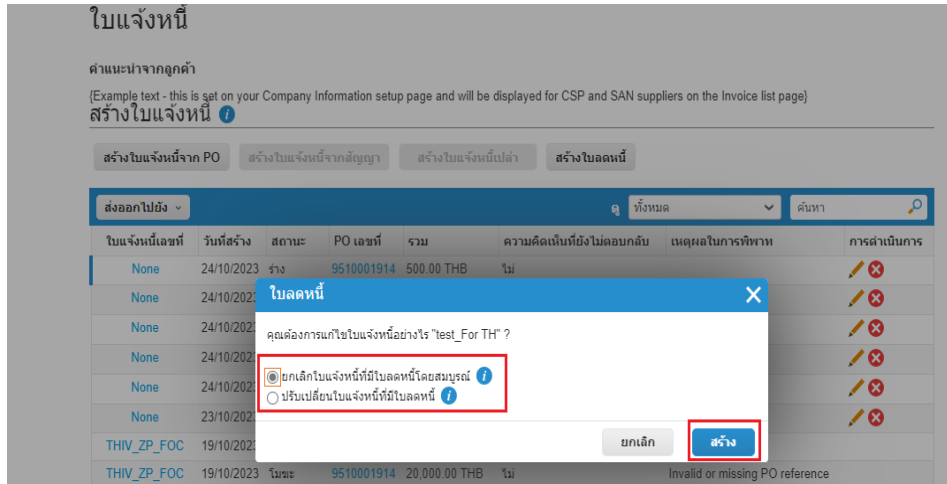 ใบแจ้งหนี้
คำแนะนำจากลูกค้า
{Example text - this is set on your Company Information setup page and will be displayed for CSP and SAN suppliers on the Invoice list page}
สร้างใบแจ้งหนี้ i
สร้างใบแจ้งหนี้จาก PO สร้างใบแจ้งหนี้จากสัญญา สร้างใบแจ้งหนี้เปล่า สร้างใบลดหนี้
ส่งออกไปยัง ดู ทั้งหมด ค้นหา
ใบแจ้งหนี้เลขที่ วันที่สร้าง สถานะ PO เลขที่ รวม ความคิดเห็นที่ยังไม่ตอบกลับ เหตุผลในการพิพาท การดำเนินการ
None 24/10/2023 ร่าง 9510001914 500.00 THB ไม่
None 24/10/2023
None 24/10/202
None 24/10/202
None 24/10/202
None 23/10/202
THIV_ZP_FOC 19/10/202
ใบลดหนี้
คุณต้องการแก้ไขใบแจ้งหนี้อย่างไร "test_For TH" ?
ยกเลิกใบแจ้งหนี้ที่มีใบลดหนี้โดยสมบูรณ์ i
ปรับเปลี่ยนใบแจ้งหนี้ที่มีใบลดหนี้ i
ยกเลิก สร้าง
THIV_ZP_FOC 19/10/2023 โมฆะ 9510001914 20,000.00 THB ไม่ Invalid or missing PO reference